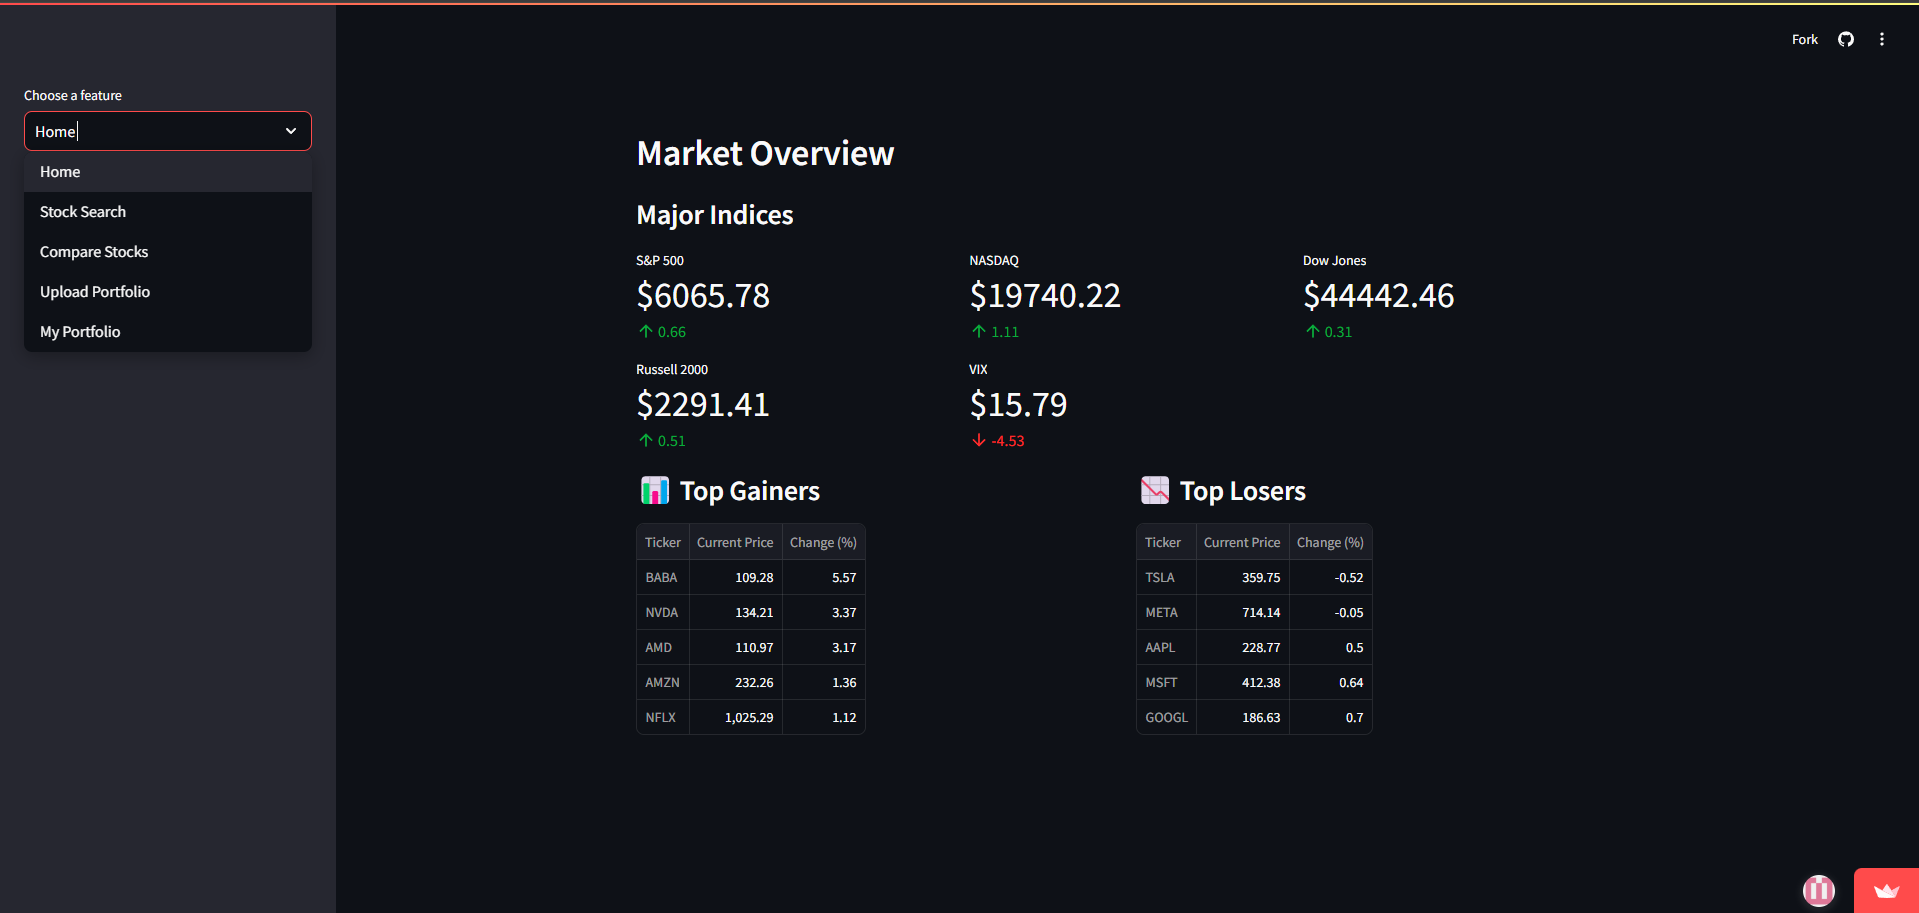 Fork
Choose a feature
Home
Home
Stock Search
Compare Stocks
Upload Portfolio
My Portfolio
Market Overview
Major Indices
S&P 500 NASDAQ Dow Jones
$6065.78 $19740.22 $44442.46
↑ 0.66 ↑ 1.11 ↑ 0.31
Russell 2000 VIX
$2291.41 $15.79
↑ 0.51 ↓ -4.53
Top Gainers
Ticker Current Price Change (%)
BABA 109.28 5.57
NVDA 134.21 3.37
AMD 110.97 3.17
AMZN 232.26 1.36
NFLX 1,025.29 1.12
Top Losers
Ticker Current Price Change (%)
TSLA 359.75 -0.52
META 714.14 -0.05
AAPL 228.77 0.5
MSFT 412.38 0.64
GOOGL 186.63 0.7